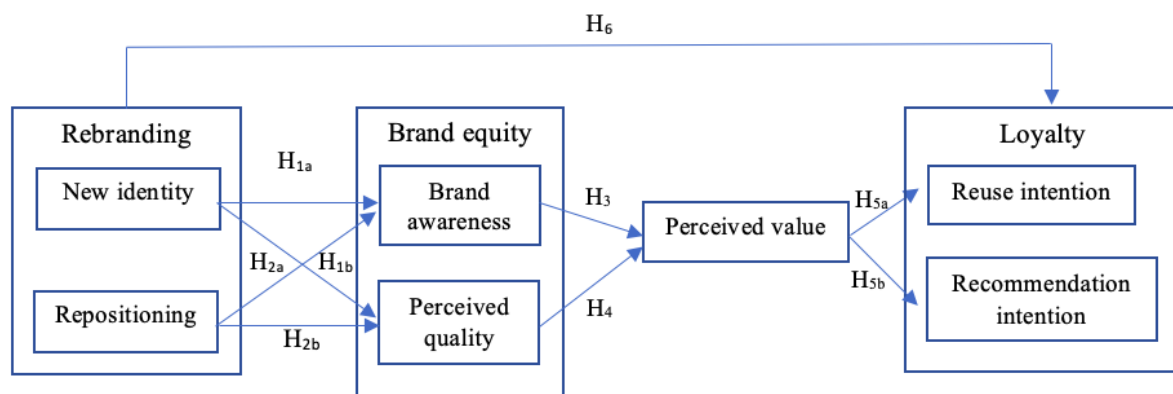 H₆
Rebranding
New identity
Repositioning
H₁ₐ
H₂ₐ
H₁b
H₂b
Brand equity
Brand
awareness
Perceived
quality
H₃
H₄
Perceived value
H₅ₐ
H₅b
Loyalty
Reuse intention
Recommendation
intention